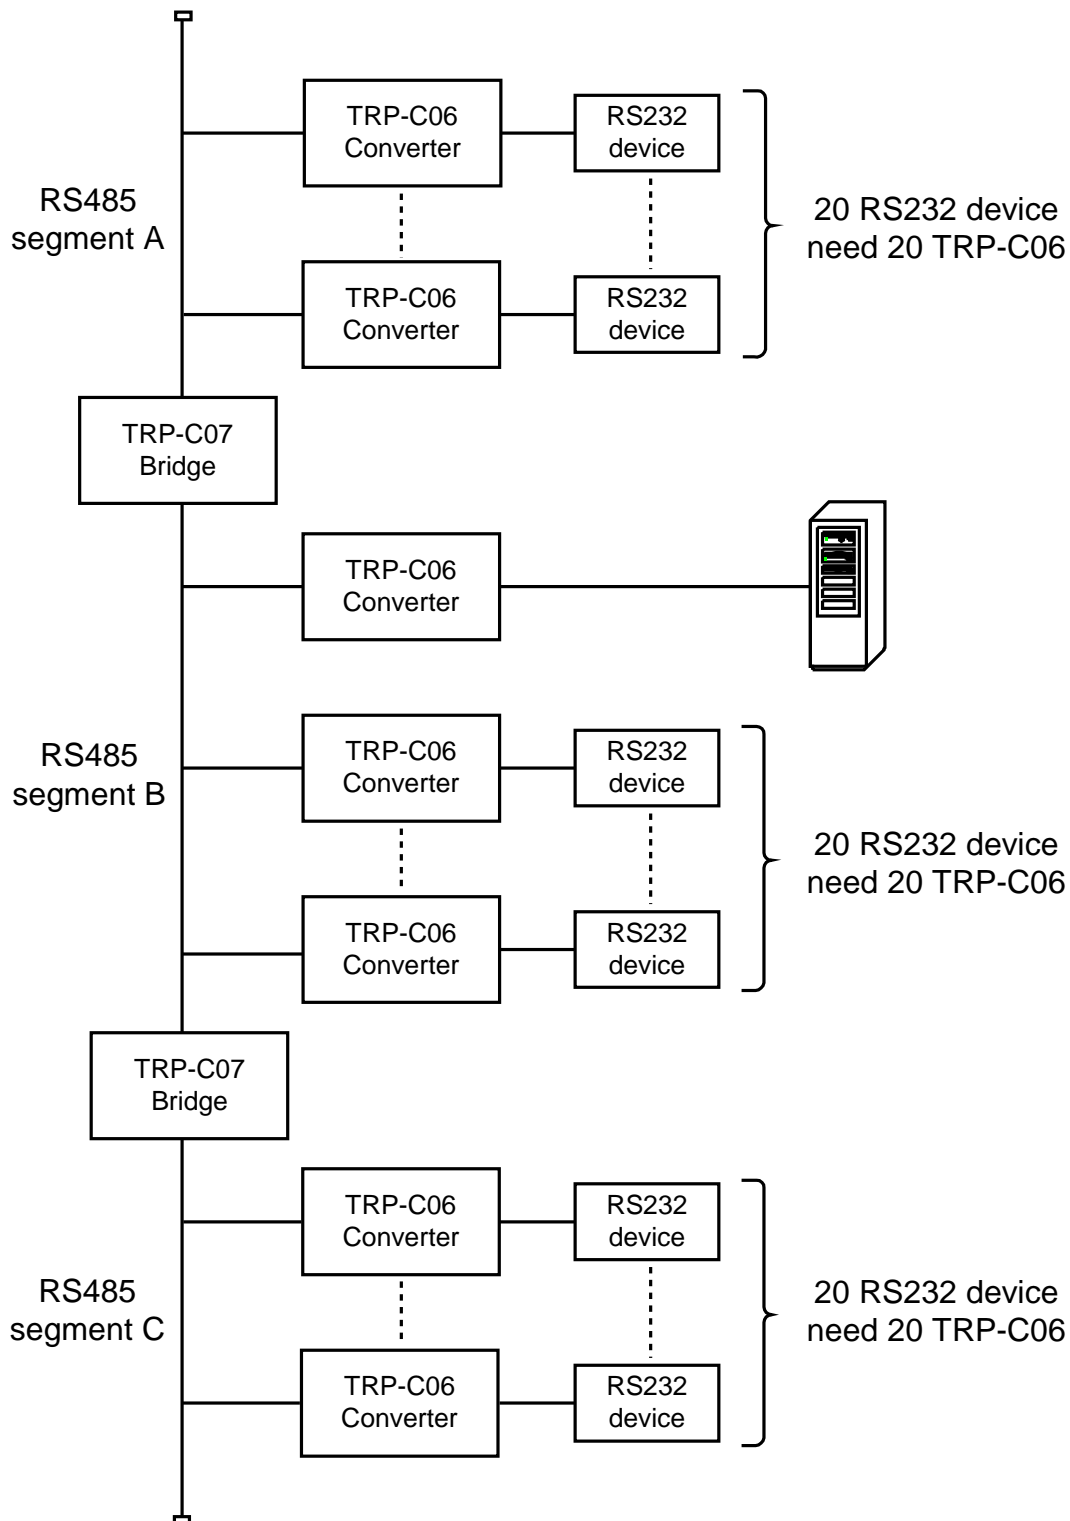 TRP-C06
Converter
RS232
device
RS485
segment A
20 RS232 device
need 20 TRP-C06
TRP-C06
Converter
RS232
device
TRP-C07
Bridge
TRP-C06
Converter
TRP-C06
Converter
RS232
device
RS485
segment B
20 RS232 device
need 20 TRP-C06
TRP-C06
Converter
RS232
device
TRP-C07
Bridge
TRP-C06
Converter
RS232
device
RS485
segment C
20 RS232 device
need 20 TRP-C06
TRP-C06
Converter
RS232
device